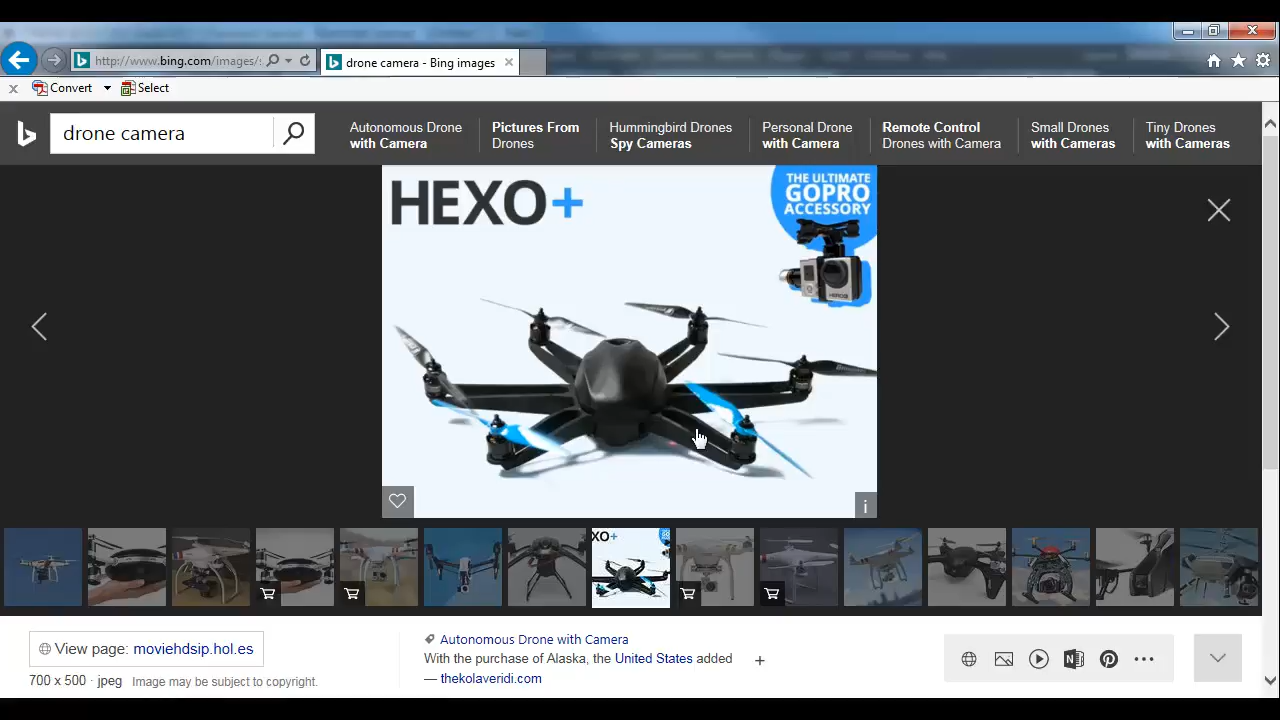 http://www.bing.com/images/
drone camera - Bing images
Convert
Select
drone camera
Autonomous Drone
with Camera
Pictures From
Drones
Hummingbird Drones
Spy Cameras
Personal Drone
with Camera
Remote Control
Drones with Camera
Small Drones
with Cameras
Tiny Drones
with Cameras
HEXO+
THE ULTIMATE
GOPRO
ACCESSORY
XO+
View page: moviehdsip.hol.es
700 x 500 · jpeg
Image may be subject to copyright.
Autonomous Drone with Camera
With the purchase of Alaska, the United States added
— thekolaveridi.com